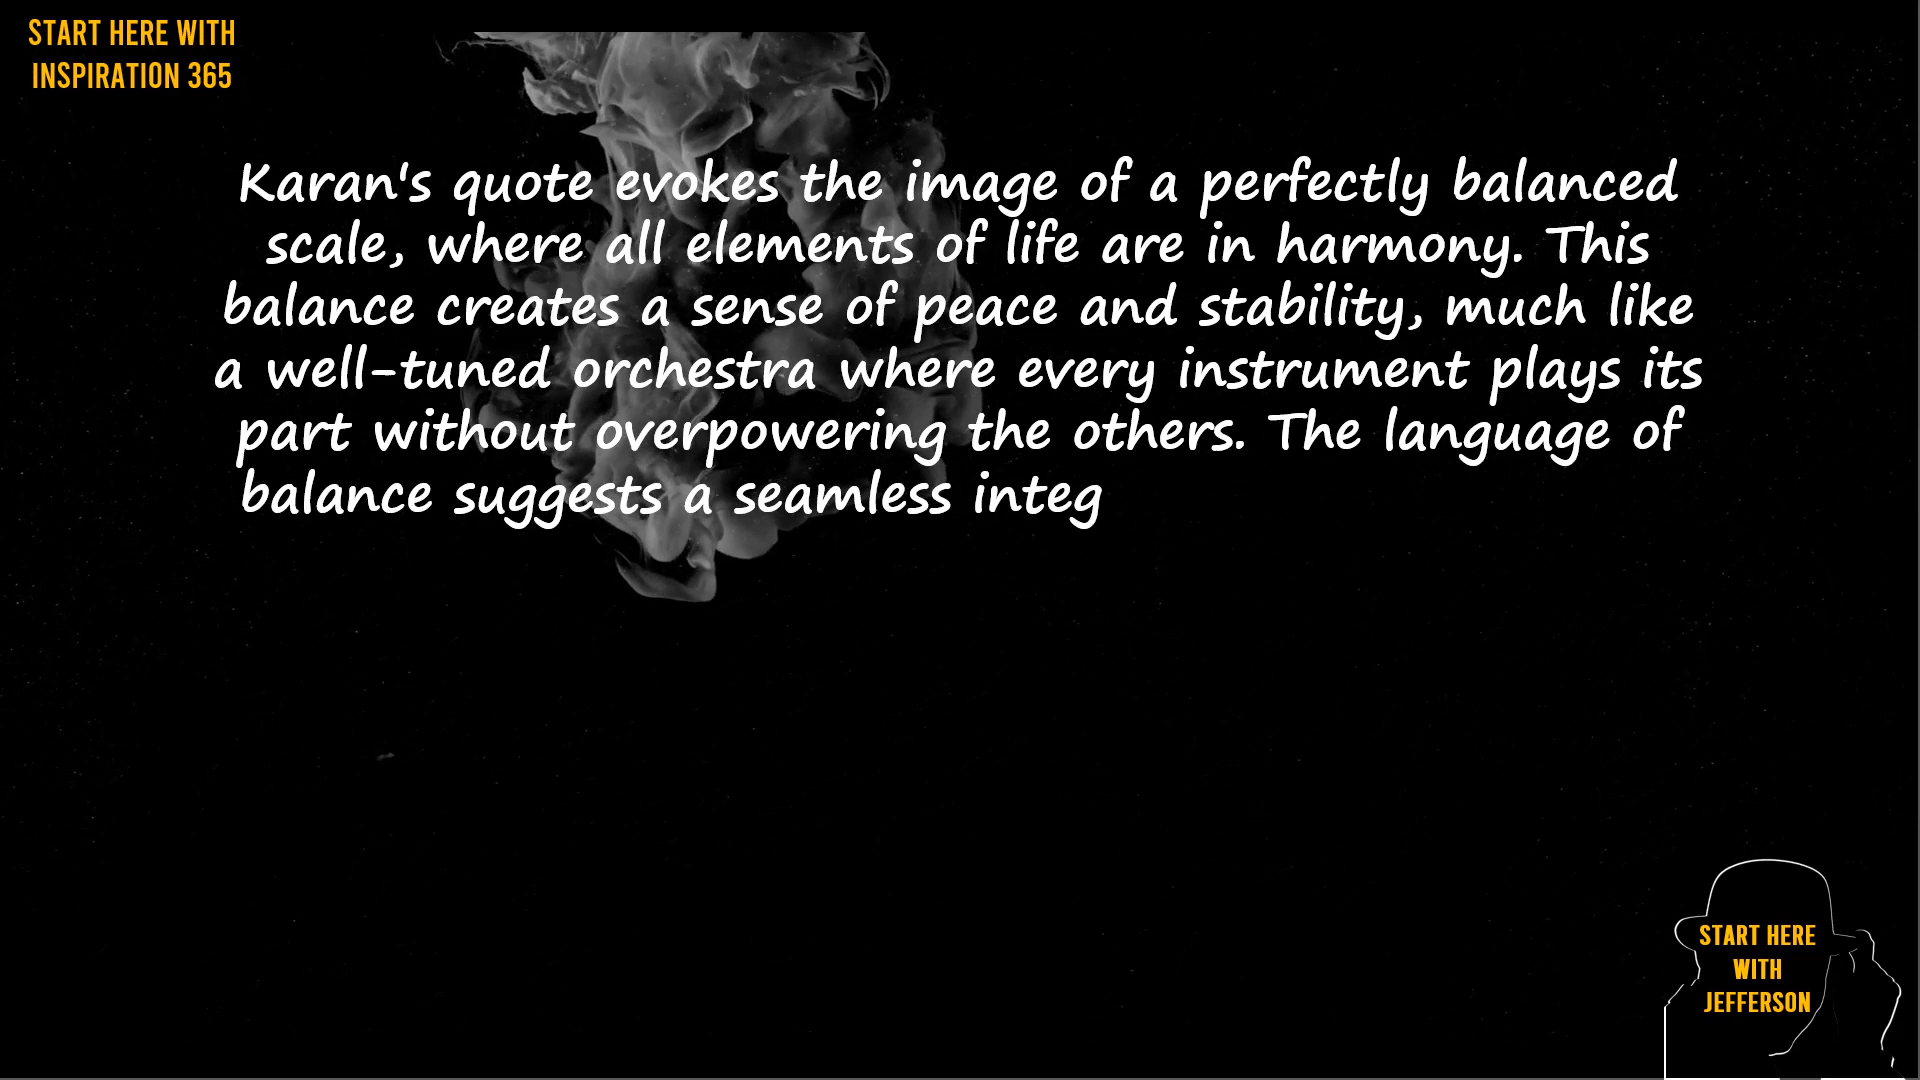 START HERE WITH
INSPIRATION 365
Karan's quote evokes the image of a perfectly balanced
scale, where all elements of life are in harmony. This
balance creates a sense of peace and stability, much like
a well-tuned orchestra where every instrument plays its
part without overpowering the others. The language of
balance suggests a seamless integ
START HERE
WITH
JEFFERSON